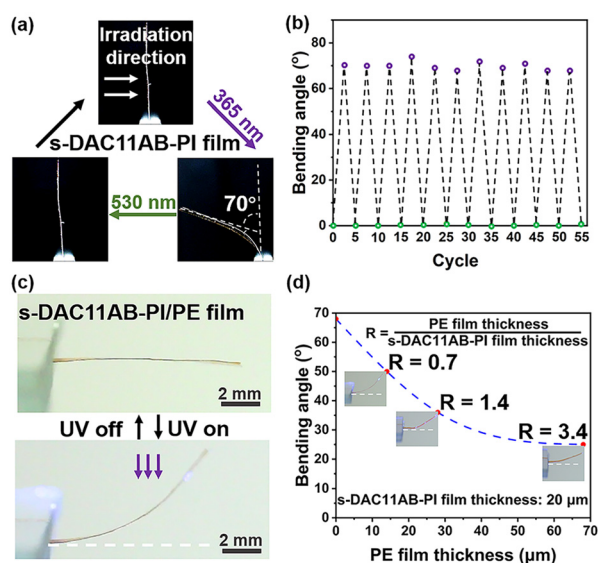 (a)
Irradiation
direction
365 nm
s-DAC11AB-PI film
530 nm
70°
(b)
Bending angle (°)
80
60
40
20
0
0 5 10 15 20 25 30 35 40 45 50 55
Cycle
(c)
s-DAC11AB-PI/PE film
2 mm
UV off UV on
2 mm
(d)
Bending angle (°)
70
60
50
40
30
20
10
0
R = PE film thickness
s-DAC11AB-PI film thickness
R = 0.7
R = 1.4
R = 3.4
s-DAC11AB-PI film thickness: 20 μm
0 10 20 30 40 50 60 70
PE film thickness (μm)